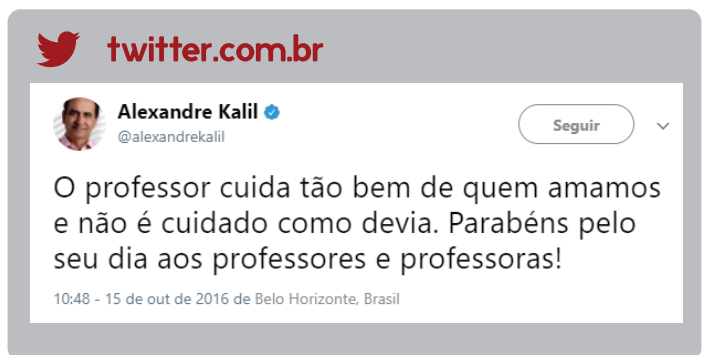 twitter.com.br
Alexandre Kalil
@alexandrekalil
Seguir
O professor cuida tão bem de quem amamos
e não é cuidado como devia. Parabéns pelo
seu dia aos professores e professoras!
10:48 - 15 de out de 2016 de Belo Horizonte, Brasil